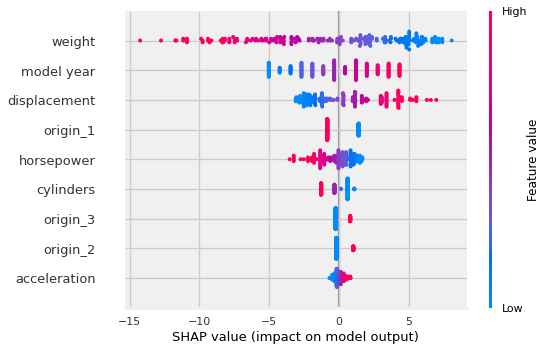 High
weight
model year
displacement
origin_1
horsepower
cylinders
origin_3
origin_2
acceleration
Feature value
Low
−15 −10 −5 0 5
SHAP value (impact on model output)